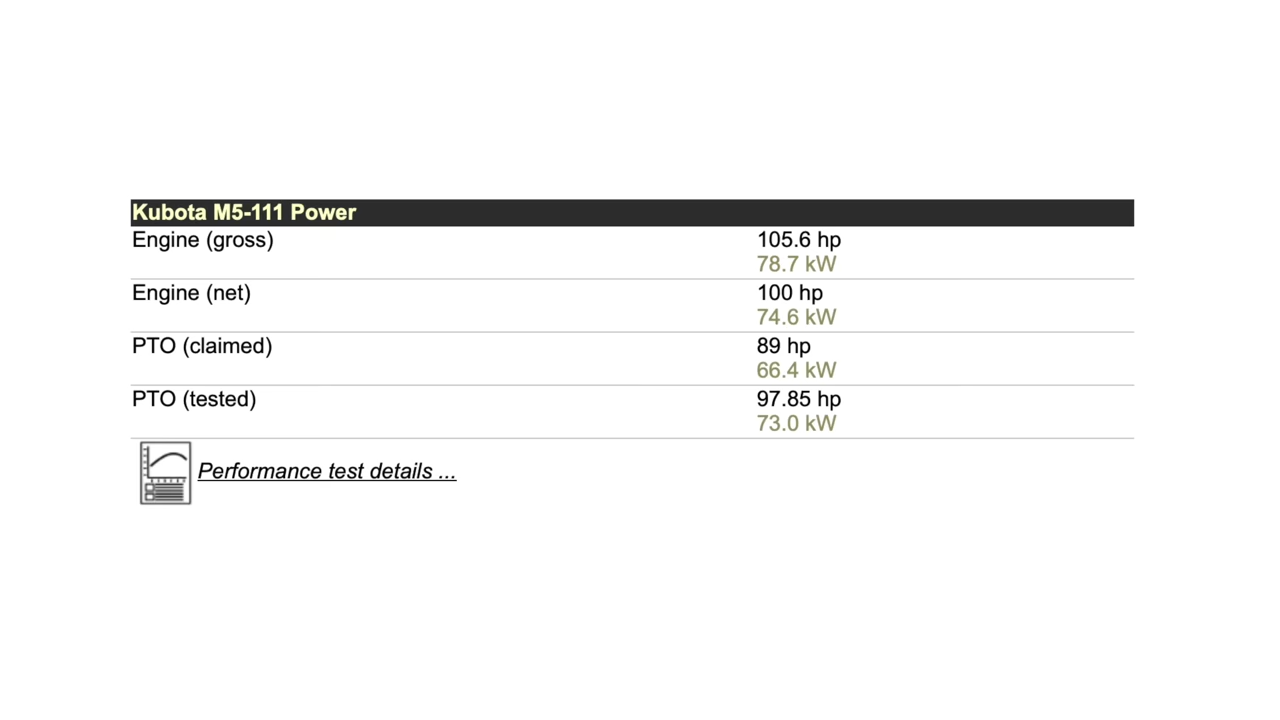 Kubota M5-111 Power
Engine (gross) 105.6 hp
78.7 kW
Engine (net) 100 hp
74.6 kW
PTO (claimed) 89 hp
66.4 kW
PTO (tested) 97.85 hp
73.0 kW
Performance test details ...